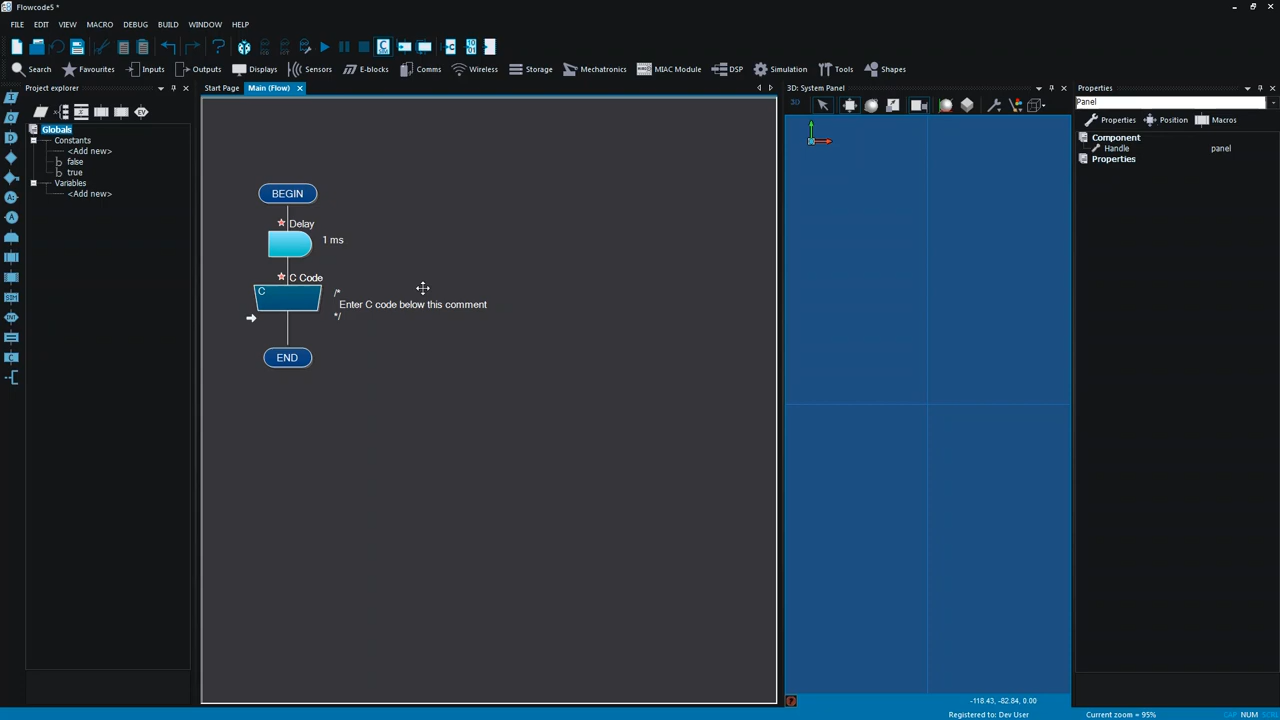 Flowcode5 *
FILE EDIT VIEW MACRO DEBUG BUILD WINDOW HELP
Search Favourites Inputs Outputs Displays Sensors E-blocks Comms Wireless Storage Mechatronics MIAC Module DSP Simulation Tools Shapes
Project explorer
Start Page Main (Flow)
3D: System Panel
Properties
Panel
3D
Properties Position Macros
Globals
Constants
<Add new>
false
true
Variables
<Add new>
Component
Handle panel
Properties
BEGIN
Delay
1 ms
C Code
C
/*
Enter C code below this comment
*/
END
-118.43, -82.84, 0.00
Registered to: Dev User
Current zoom = 95%
CAP NUM